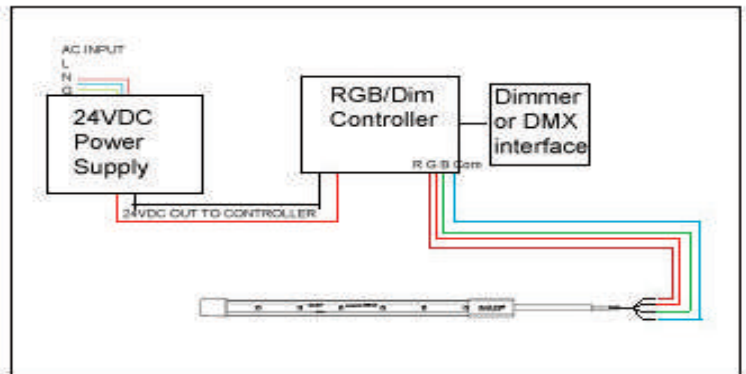 AC INPUT
L
N
G
24VDC
Power
Supply
RGB/Dim
Controller
R G B Com
Dimmer
or DMX
interface
24VDC OUT TO CONTROLLER